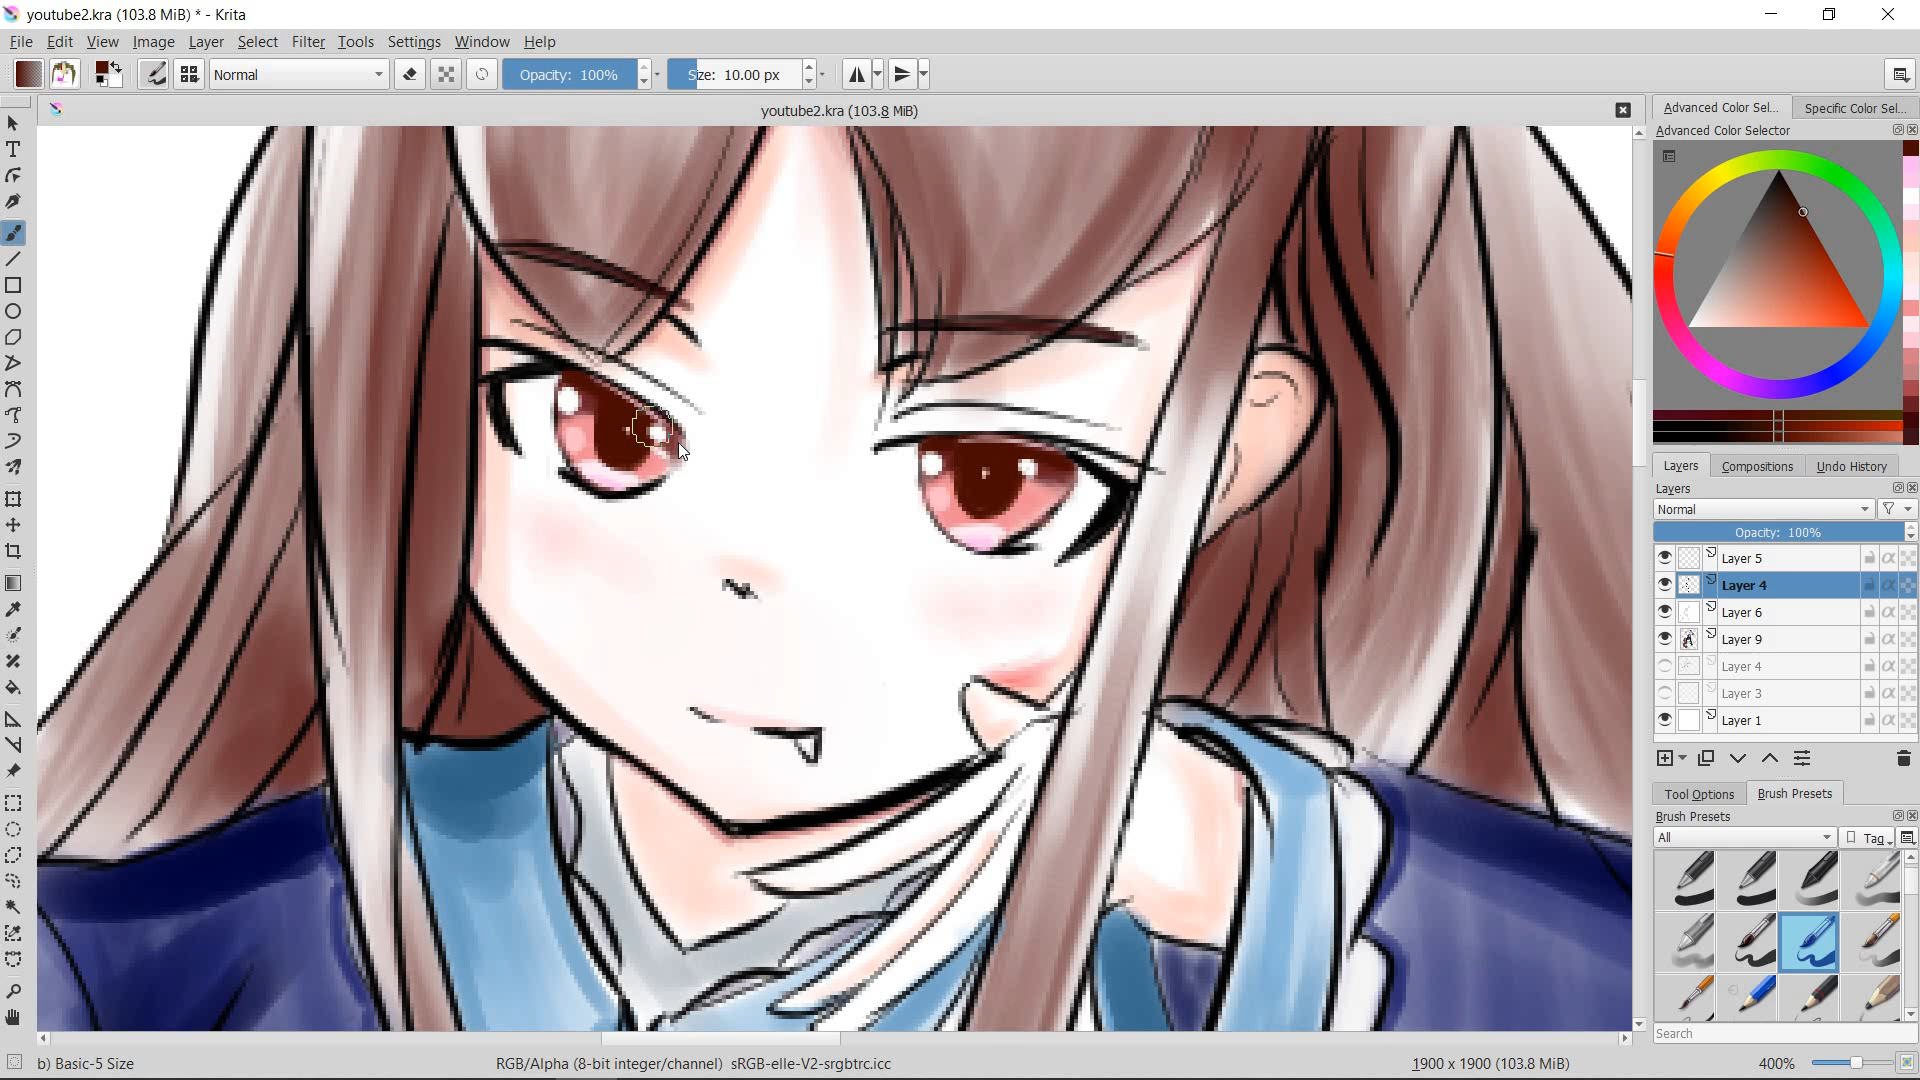 youtube2.kra (103.8 MiB) * - Krita
File Edit View Image Layer Select Filter Tools Settings Window Help
Normal Opacity: 100% Size: 10.00 px
youtube2.kra (103.8 MiB)
Advanced Color Sel... Specific Color Sel...
Advanced Color Selector
Layers Compositions Undo History
Layers
Normal
Opacity: 100%
Layer 5
Layer 4
Layer 6
Layer 9
Layer 4
Layer 3
Layer 1
Tool Options Brush Presets
Brush Presets
All Tag
Search
b) Basic-5 Size RGB/Alpha (8-bit integer/channel) sRGB-elle-V2-srgbtrc.icc 1900 x 1900 (103.8 MiB) 400%